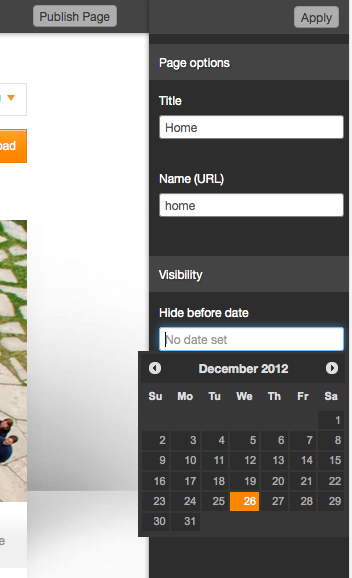 Publish Page
Apply
Page options
Title
Home
Name (URL)
home
Visibility
Hide before date
No date set
December 2012
Su Mo Tu We Th Fr Sa
1
2 3 4 5 6 7 8
9 10 11 12 13 14 15
16 17 18 19 20 21 22
23 24 25 26 27 28 29
30 31